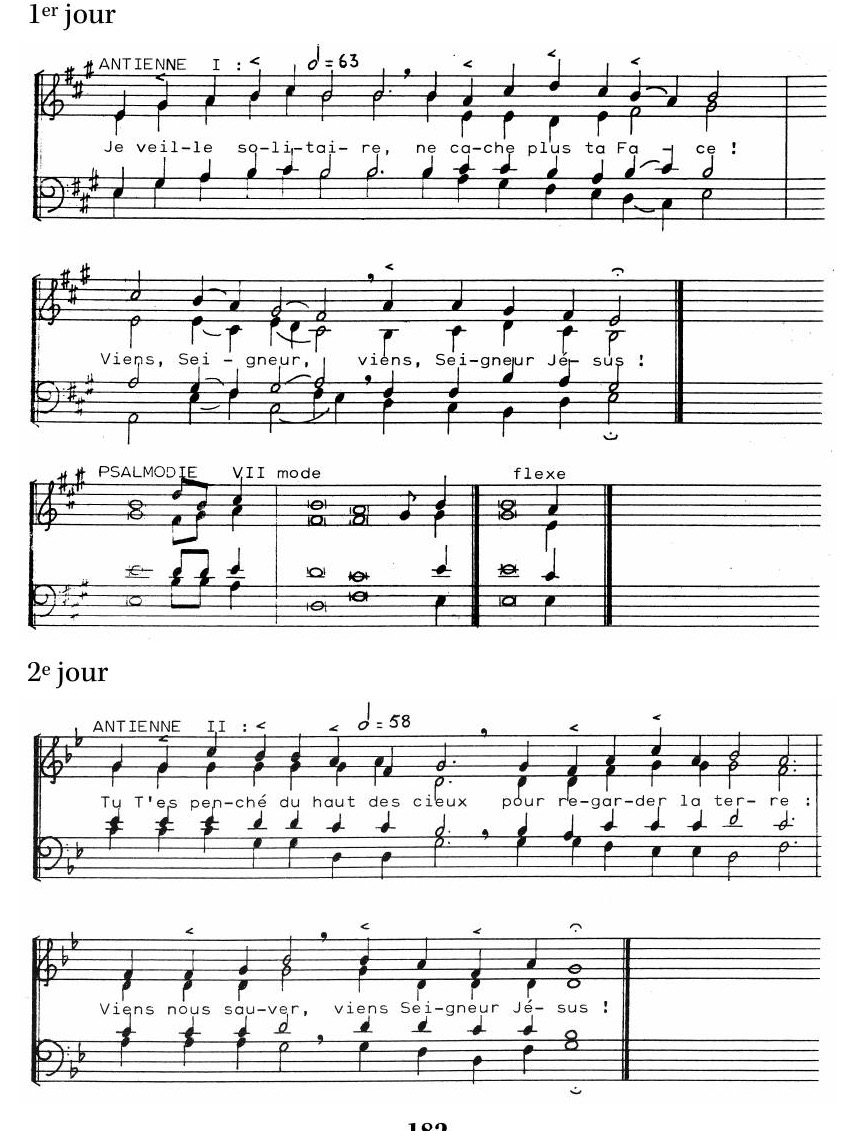 1er jour
ANTIENNE I : = 63
Je veil-le so-li-tai-re, ne ca-che plus ta Fa - ce !
Viens, Sei - gneur, viens, Sei-gneur Jé- sus !
PSALMODIE VII mode flexe
2e jour
ANTIENNE II : = 58
Tu T'es pen-ché du haut des cieux pour re-gar-der la ter- re :
Viens nous sau-ver, viens Sei-gneur Jé- sus !